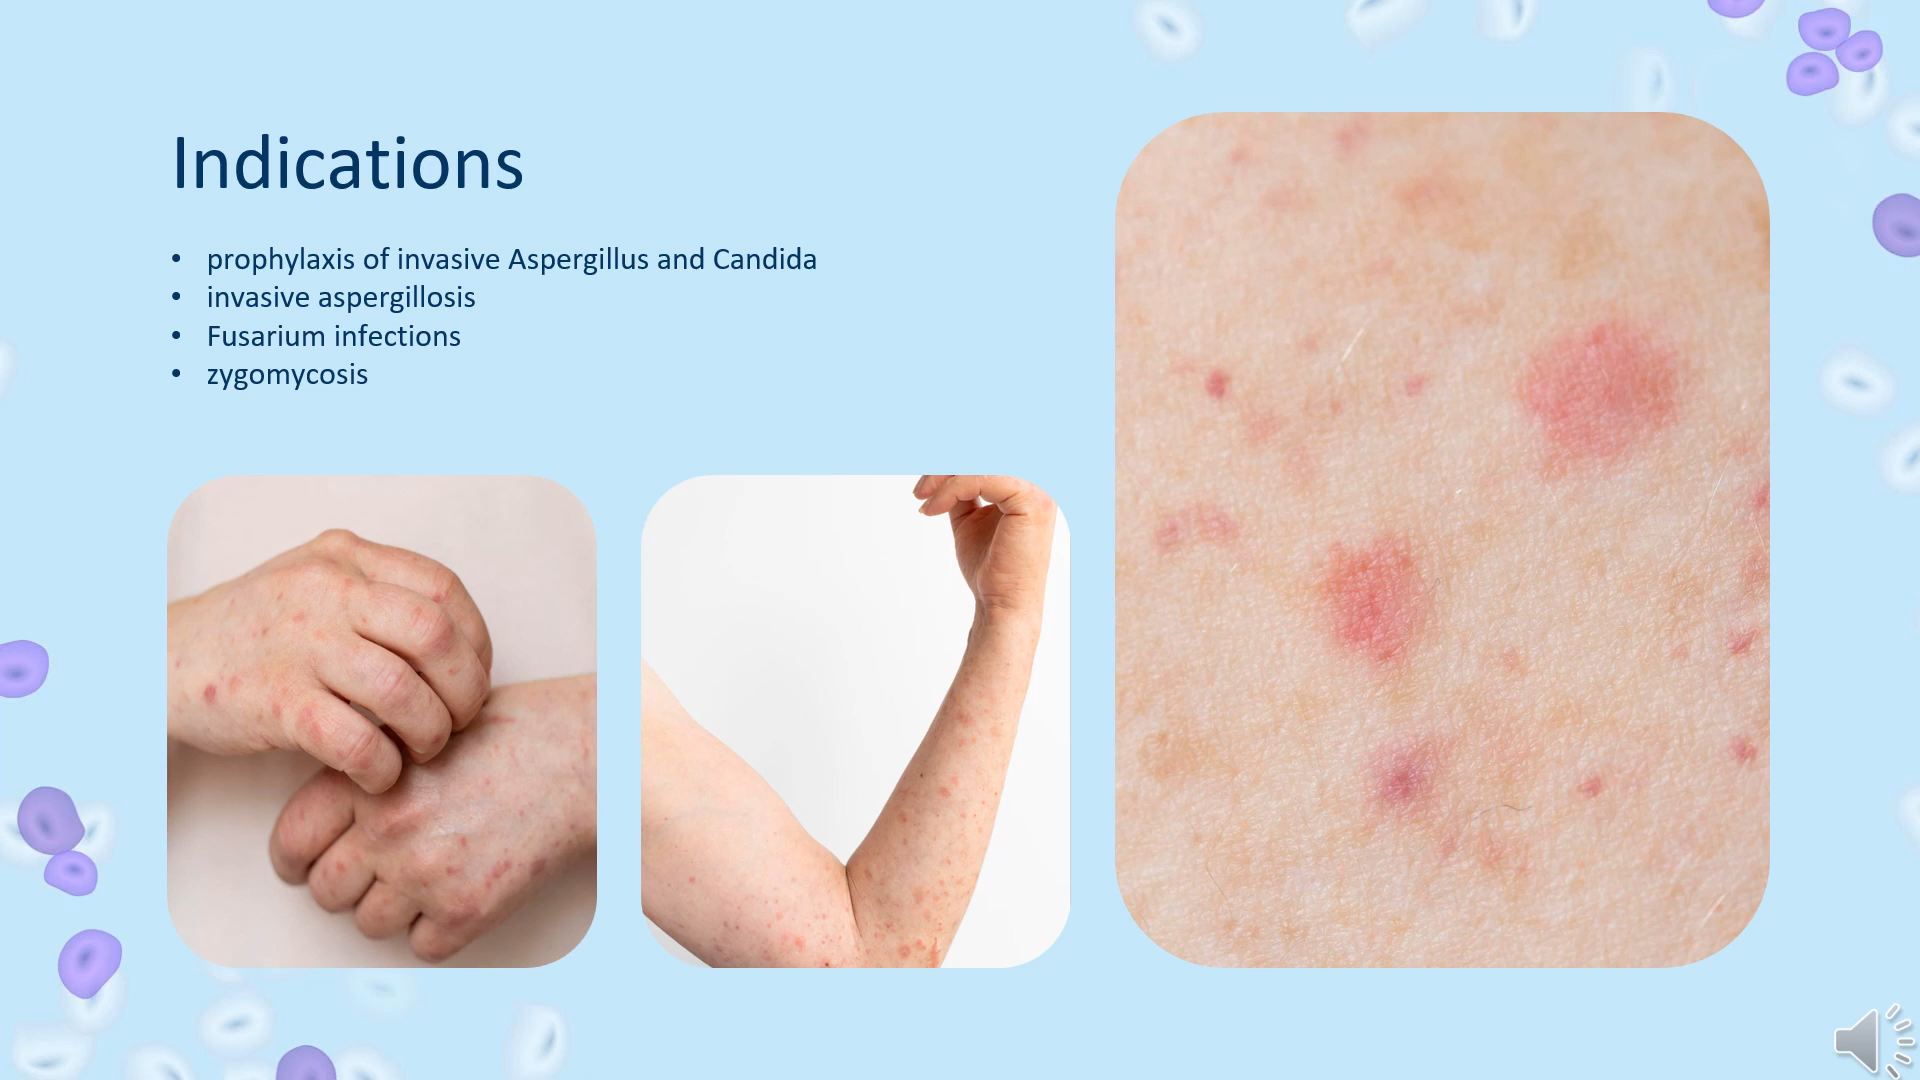 Indications
• prophylaxis of invasive Aspergillus and Candida
• invasive aspergillosis
• Fusarium infections
• zygomycosis